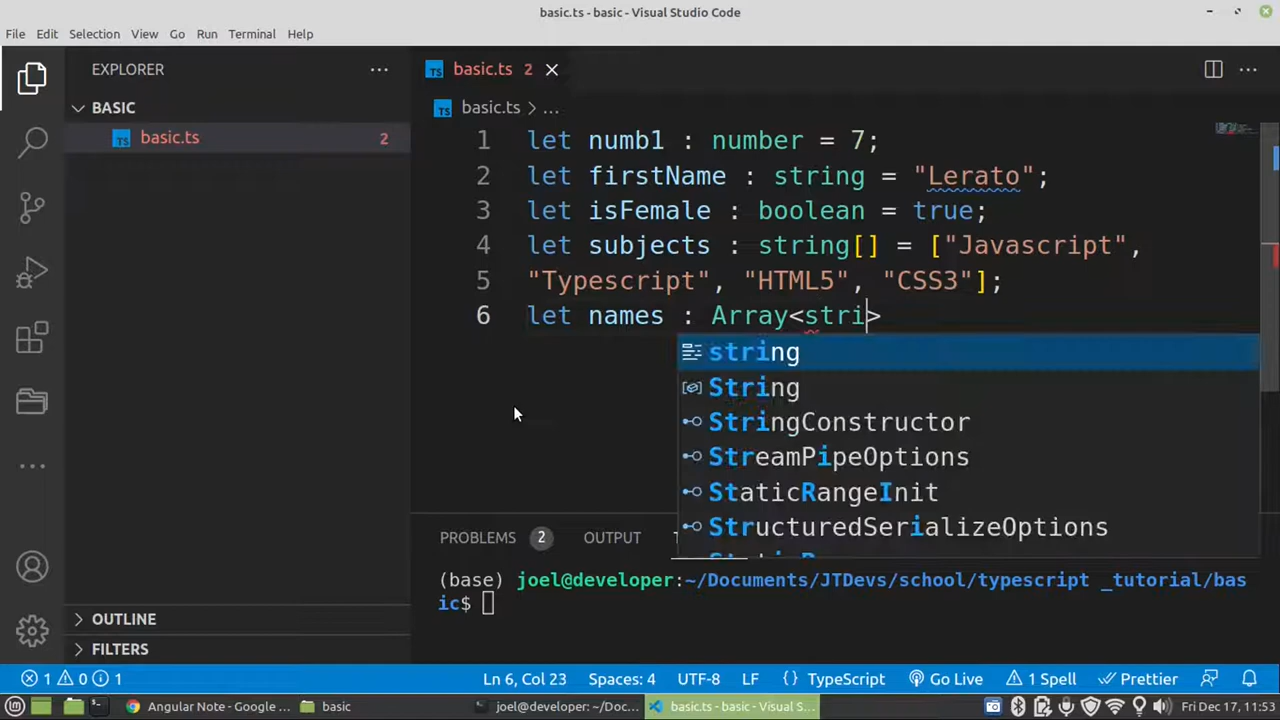 basic.ts - basic - Visual Studio Code
File Edit Selection View Go Run Terminal Help
EXPLORER
BASIC
basic.ts 2
OUTLINE
FILTERS
basic.ts 2
basic.ts > ...
1 let numb1 : number = 7;
2 let firstName : string = "Lerato";
3 let isFemale : boolean = true;
4 let subjects : string[] = ["Javascript",
5 "Typescript", "HTML5", "CSS3"];
6 let names : Array<stri>
string
String
StringConstructor
StreamPipeOptions
StaticRangeInit
StructuredSerializeOptions
PROBLEMS 2 OUTPUT
(base) joel@developer:~/Documents/JTDevs/school/typescript _tutorial/bas
ic$
1 0 1 Ln 6, Col 23 Spaces: 4 UTF-8 LF {} TypeScript Go Live 1 Spell Prettier
Angular Note - Google ... basic joel@developer: ~/Doc... basic.ts - basic - Visual S... Fri Dec 17, 11:53